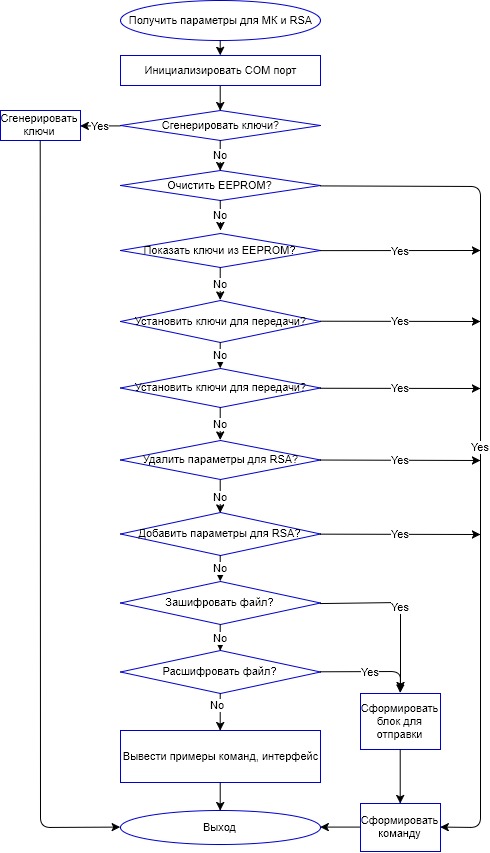 Получить параметры для МК и RSA
Инициализировать COM порт
Сгенерировать
ключи
Yes
Сгенерировать ключи?
No
Очистить EEPROM?
No
Показать ключи из EEPROM?
Yes
No
Установить ключи для передачи?
Yes
No
Установить ключи для передачи?
Yes
No
Yes
Удалить параметры для RSA?
Yes
No
Добавить параметры для RSA?
Yes
No
Зашифровать файл?
Yes
No
Расшифровать файл?
Yes
No
Сформировать
блок для
отправки
Вывести примеры команд, интерфейс
Выход
Сформировать
команду